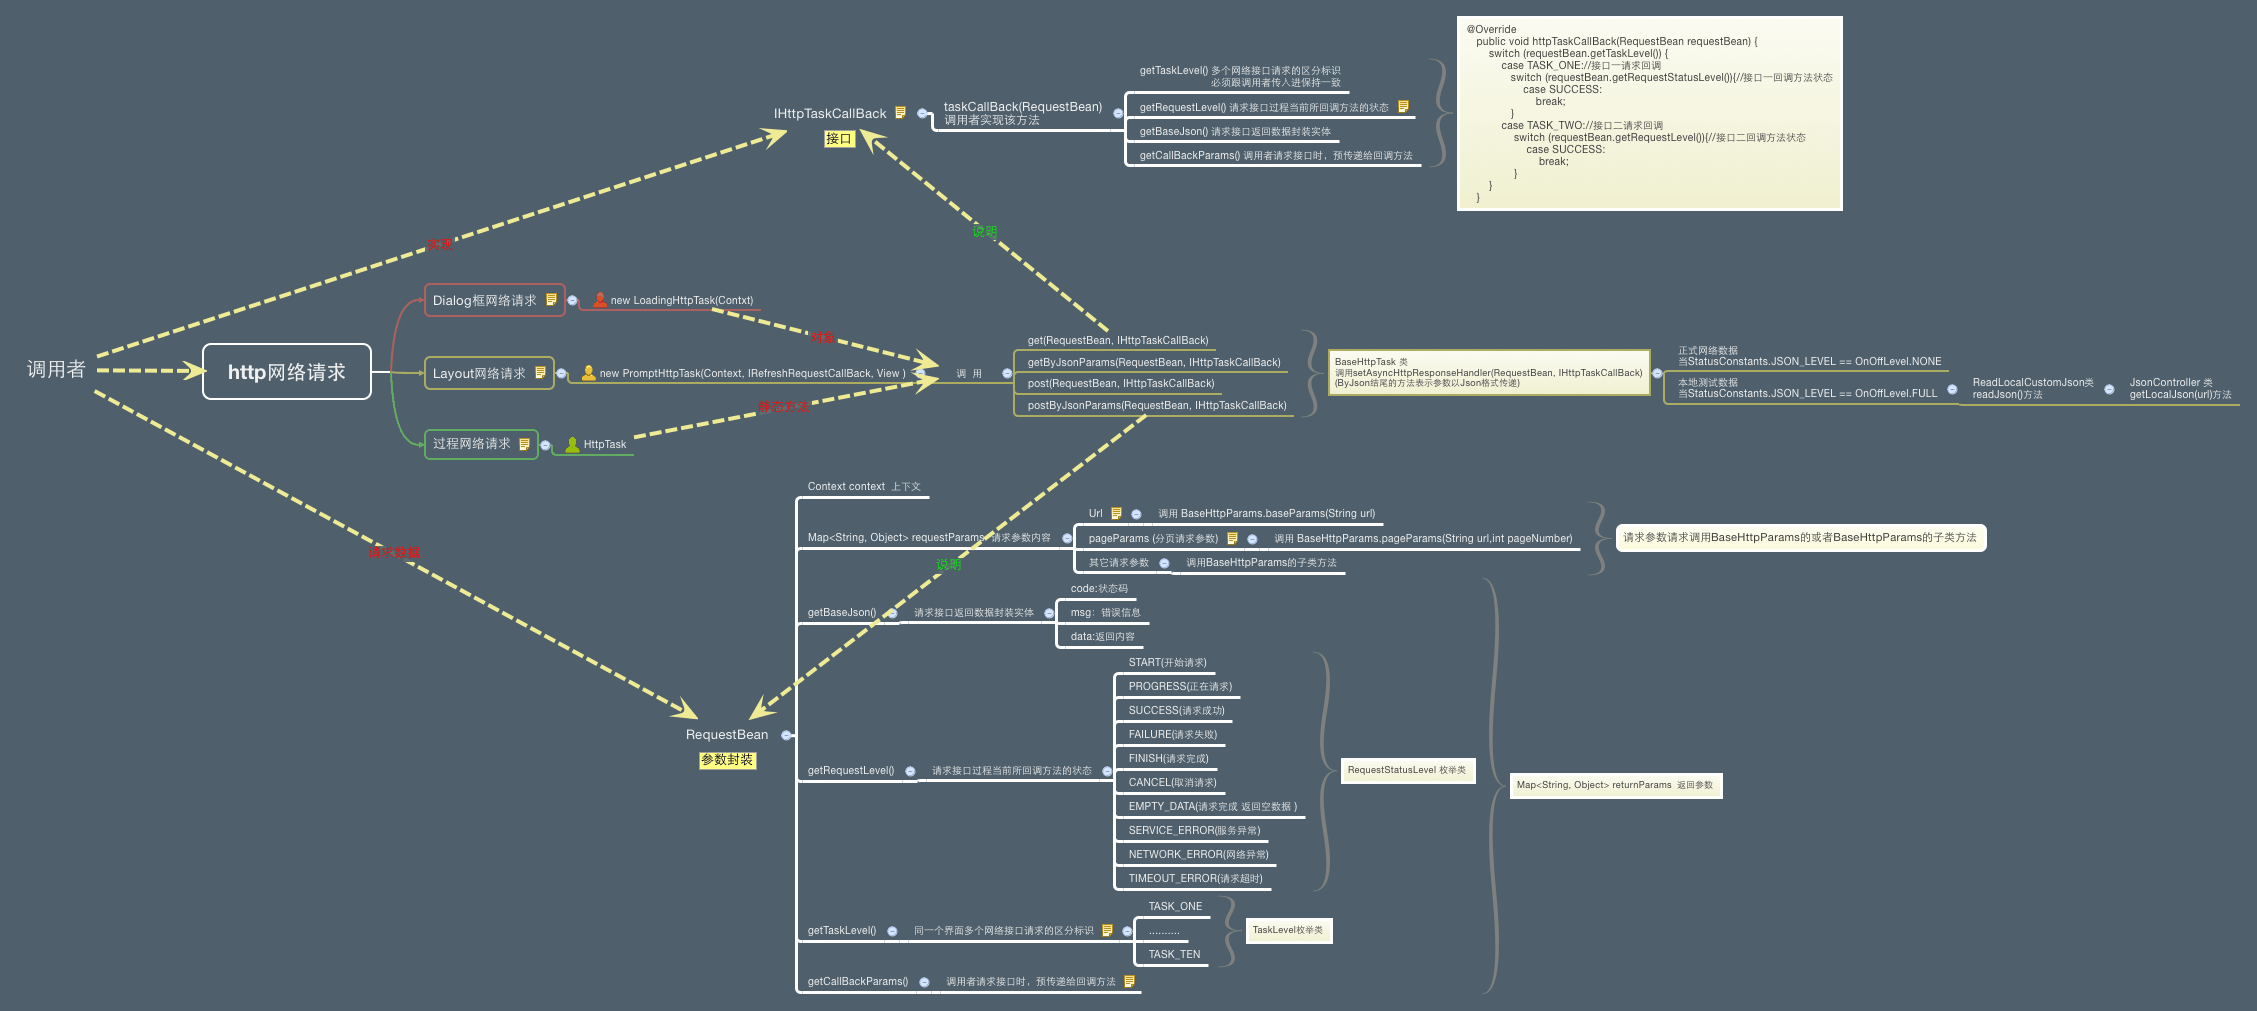 @Override
public void httpTaskCallBack(RequestBean requestBean) {
switch (requestBean.getTaskLevel()) {
case TASK_ONE://接口一请求回调
switch (requestBean.getRequestStatusLevel()){//接口一回调方法状态
case SUCCESS:
break;
}
case TASK_TWO://接口二请求回调
switch (requestBean.getRequestLevel()){//接口二回调方法状态
case SUCCESS:
break;
}
}
}
getTaskLevel() 多个网络接口请求的区分标识
必须跟调用者传入进保持一致
IHttpTaskCallBack
接口
taskCallBack(RequestBean)
调用者实现该方法
getRequestLevel() 请求接口过程当前所回调方法的状态
getBaseJson() 请求接口返回数据封装实体
getCallBackParams() 调用者请求接口时，预传递给回调方法
实现
说明
调用者
http网络请求
Dialog框网络请求
new LoadingHttpTask(Contxt)
对象
Layout网络请求
new PromptHttpTask(Context, IRefreshRequestCallBack, View )
调 用
过程网络请求
HttpTask
静态方法
get(RequestBean, IHttpTaskCallBack)
getByJsonParams(RequestBean, IHttpTaskCallBack)
post(RequestBean, IHttpTaskCallBack)
postByJsonParams(RequestBean, IHttpTaskCallBack)
BaseHttpTask 类
调用setAsyncHttpResponseHandler(RequestBean, IHttpTaskCallBack)
(ByJson结尾的方法表示参数以Json格式传递)
正式网络数据
当StatusConstants.JSON_LEVEL == OnOffLevel.NONE
本地测试数据
当StatusConstants.JSON_LEVEL == OnOffLevel.FULL
ReadLocalCustomJson类
readJson()方法
JsonController 类
getLocalJson(url)方法
请求数据
说明
RequestBean
参数封装
Context context 上下文
Map<String, Object> requestParams 请求参数内容
Url
调用 BaseHttpParams.baseParams(String url)
pageParams (分页请求参数)
调用 BaseHttpParams.pageParams(String url,int pageNumber)
其它请求参数
调用BaseHttpParams的子类方法
请求参数请求调用BaseHttpParams的或者BaseHttpParams的子类方法
getBaseJson()
请求接口返回数据封装实体
code:状态码
msg：错误信息
data:返回内容
getRequestLevel()
请求接口过程当前所回调方法的状态
START(开始请求)
PROGRESS(正在请求)
SUCCESS(请求成功)
FAILURE(请求失败)
FINISH(请求完成)
CANCEL(取消请求)
EMPTY_DATA(请求完成 返回空数据 )
SERVICE_ERROR(服务异常)
NETWORK_ERROR(网络异常)
TIMEOUT_ERROR(请求超时)
RequestStatusLevel 枚举类
Map<String, Object> returnParams 返回参数
getTaskLevel()
同一个界面多个网络接口请求的区分标识
TASK_ONE
..........
TASK_TEN
TaskLevel枚举类
getCallBackParams()
调用者请求接口时，预传递给回调方法